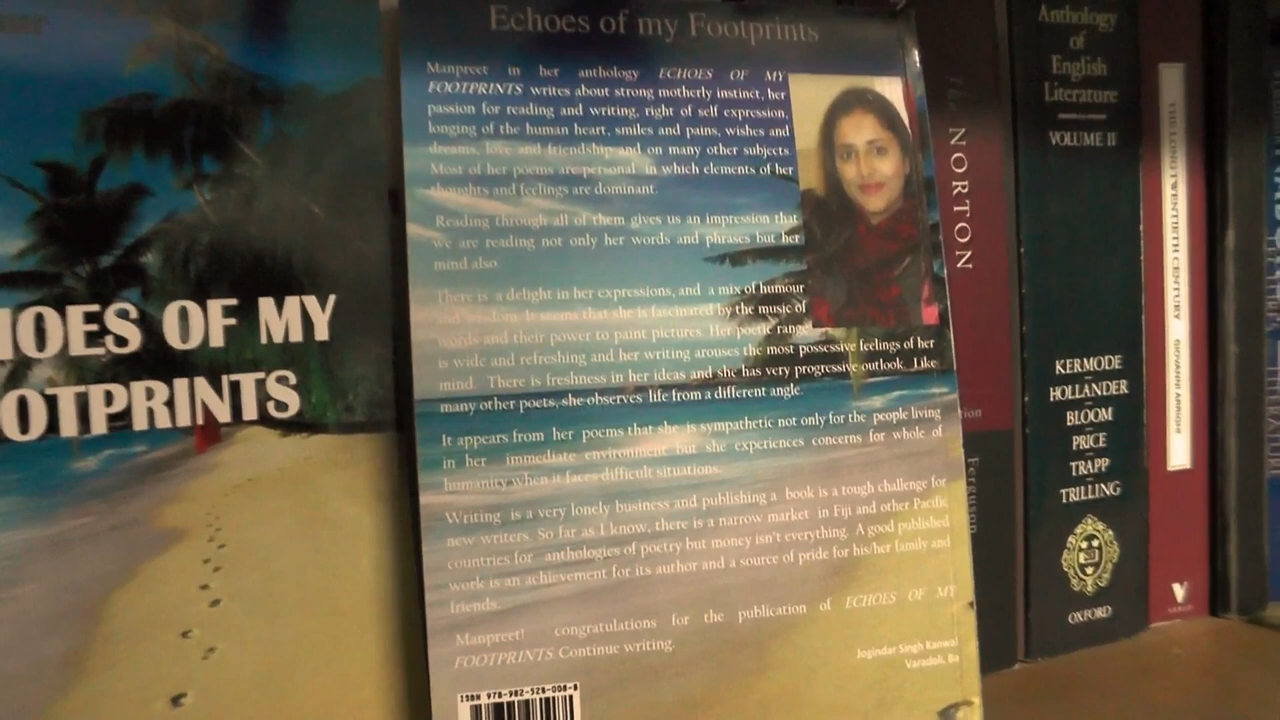 HOES OF MY
OTPRINTS
Echoes of my Footprints
Manpreet in her anthology ECHOES OF MY
FOOTPRINTS writes about strong motherly instinct, her
passion for reading and writing, right of self expression,
longing of the human heart, smiles and pains, wishes and
dreams, love and friendship and on many other subjects.
Most of her poems are personal in which elements of her
thoughts and feelings are dominant.
Reading through all of them gives us an impression that
we are reading not only her words and phrases but her
mind also.
There is a delight in her expressions, and a mix of humour
and wisdom. It seems that she is fascinated by the music of
words and their power to paint pictures. Her poetic range
is wide and refreshing and her writing arouses the most possessive feelings of her
mind. There is freshness in her ideas and she has very progressive outlook. Like
many other poets, she observes life from a different angle.
It appears from her poems that she is sympathetic not only for the people living
in her immediate environment but she experiences concerns for whole of
humanity when it faces difficult situations.
Writing is a very lonely business and publishing a book is a tough challenge for
new writers. So far as I know, there is a narrow market in Fiji and other Pacific
countries for anthologies of poetry but money isn't everything. A good published
work is an achievement for its author and a source of pride for his/her family and
friends.
Manpreet! congratulations for the publication of ECHOES OF MY
FOOTPRINTS. Continue writing.
Jogindar Singh Kanwal
Varadoli, Ba
ISBN 978-982-528-008-8
The NORTON
tion
Ferguson
Anthology
of
English
Literature
VOLUME II
KERMODE
HOLLANDER
BLOOM
PRICE
TRAPP
TRILLING
OXFORD
THE LONG TWENTIETH CENTURY GIOVANNI ARRIGHI
V